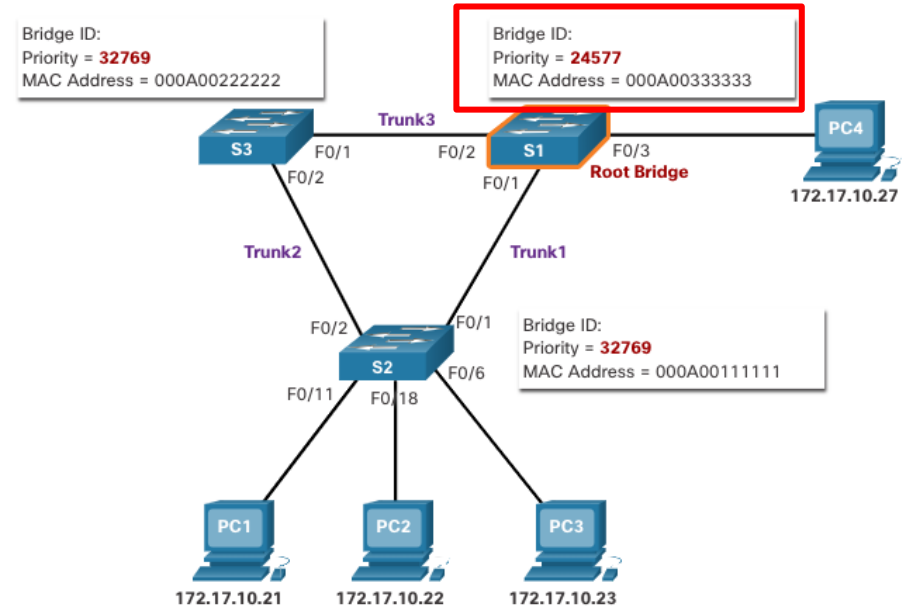 Bridge ID:
Priority = 32769
MAC Address = 000A00222222
Bridge ID:
Priority = 24577
MAC Address = 000A00333333
Trunk3
S3
F0/1
F0/2
S1
F0/3
PC4
F0/2
F0/1
Root Bridge
172.17.10.27
Trunk2
Trunk1
F0/2
F0/1
Bridge ID:
Priority = 32769
MAC Address = 000A00111111
S2
F0/6
F0/11
F0/18
PC1
PC2
PC3
172.17.10.21
172.17.10.22
172.17.10.23